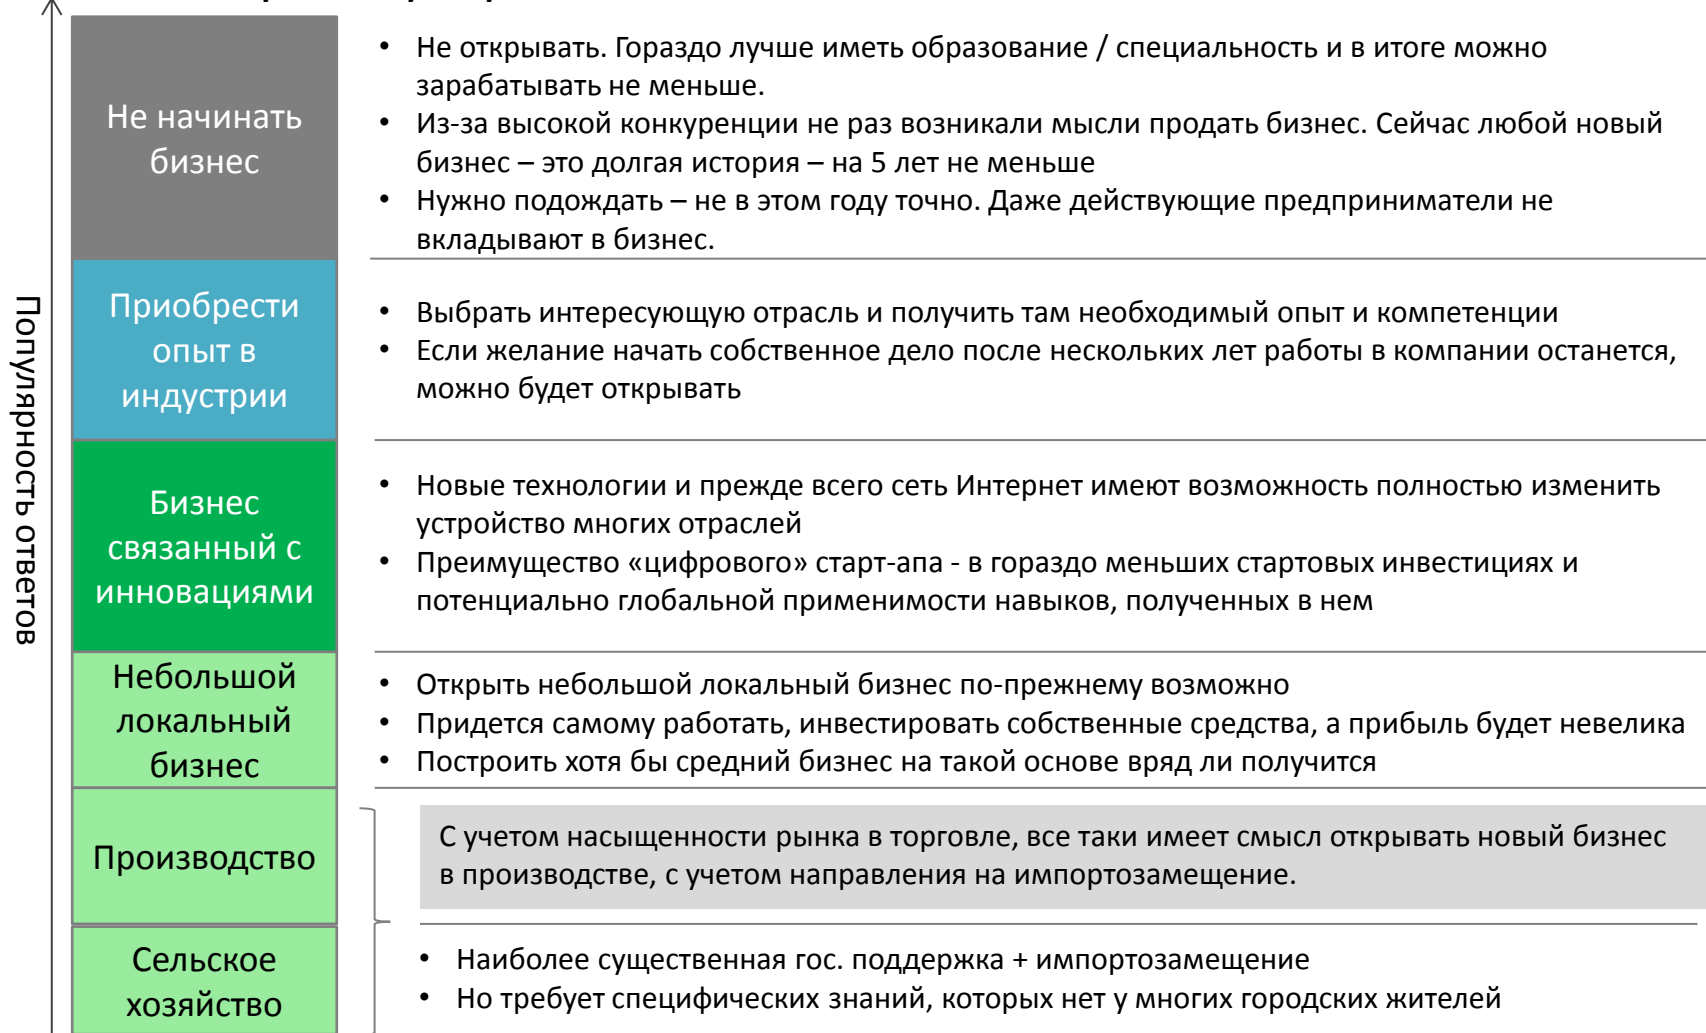 Популярность ответов
Не начинать
бизнес
• Не открывать. Гораздо лучше иметь образование / специальность и в итоге можно
зарабатывать не меньше.
• Из-за высокой конкуренции не раз возникали мысли продать бизнес. Сейчас любой новый
бизнес – это долгая история – на 5 лет не меньше
• Нужно подождать – не в этом году точно. Даже действующие предприниматели не
вкладывают в бизнес.
Приобрести
опыт в
индустрии
• Выбрать интересующую отрасль и получить там необходимый опыт и компетенции
• Если желание начать собственное дело после нескольких лет работы в компании останется,
можно будет открывать
Бизнес
связанный с
инновациями
• Новые технологии и прежде всего сеть Интернет имеют возможность полностью изменить
устройство многих отраслей
• Преимущество «цифрового» старт-апа - в гораздо меньших стартовых инвестициях и
потенциально глобальной применимости навыков, полученных в нем
Небольшой
локальный
бизнес
• Открыть небольшой локальный бизнес по-прежнему возможно
• Придется самому работать, инвестировать собственные средства, а прибыль будет невелика
• Построить хотя бы средний бизнес на такой основе вряд ли получится
Производство
С учетом насыщенности рынка в торговле, все таки имеет смысл открывать новый бизнес
в производстве, с учетом направления на импортозамещение.
Сельское
хозяйство
• Наиболее существенная гос. поддержка + импортозамещение
• Но требует специфических знаний, которых нет у многих городских жителей